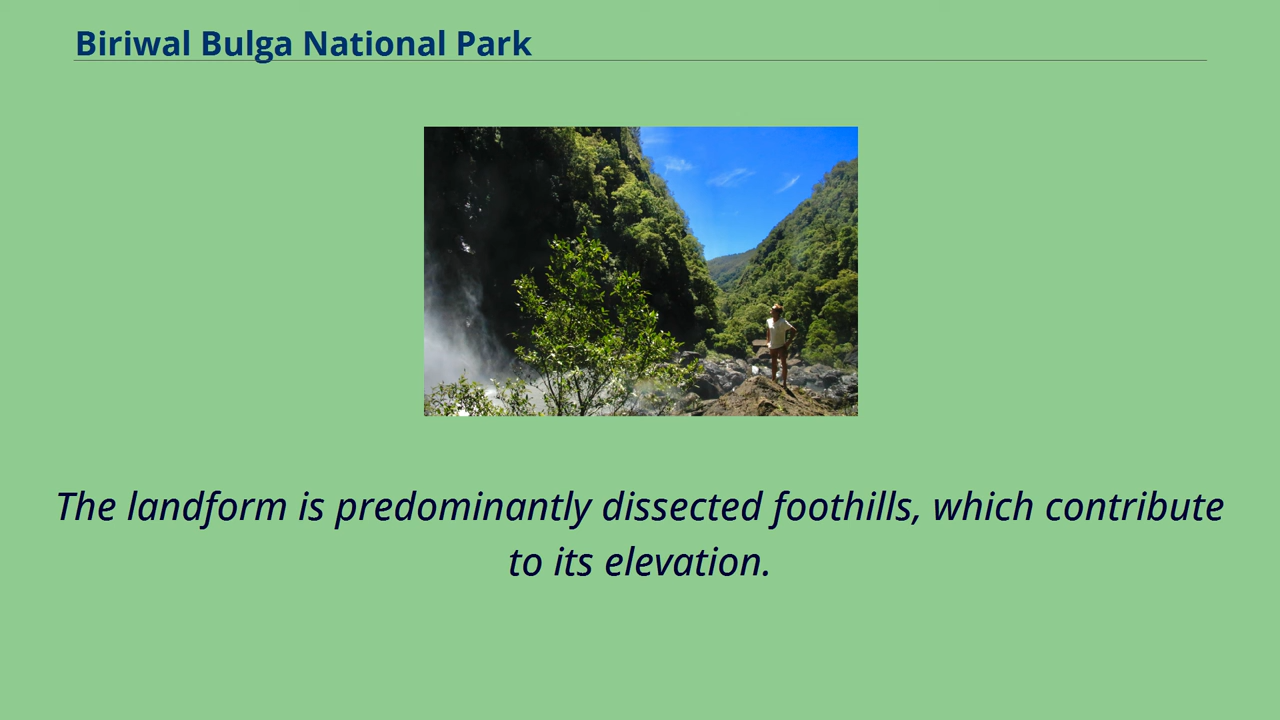 Biriwal Bulga National Park
The landform is predominantly dissected foothills, which contribute
to its elevation.